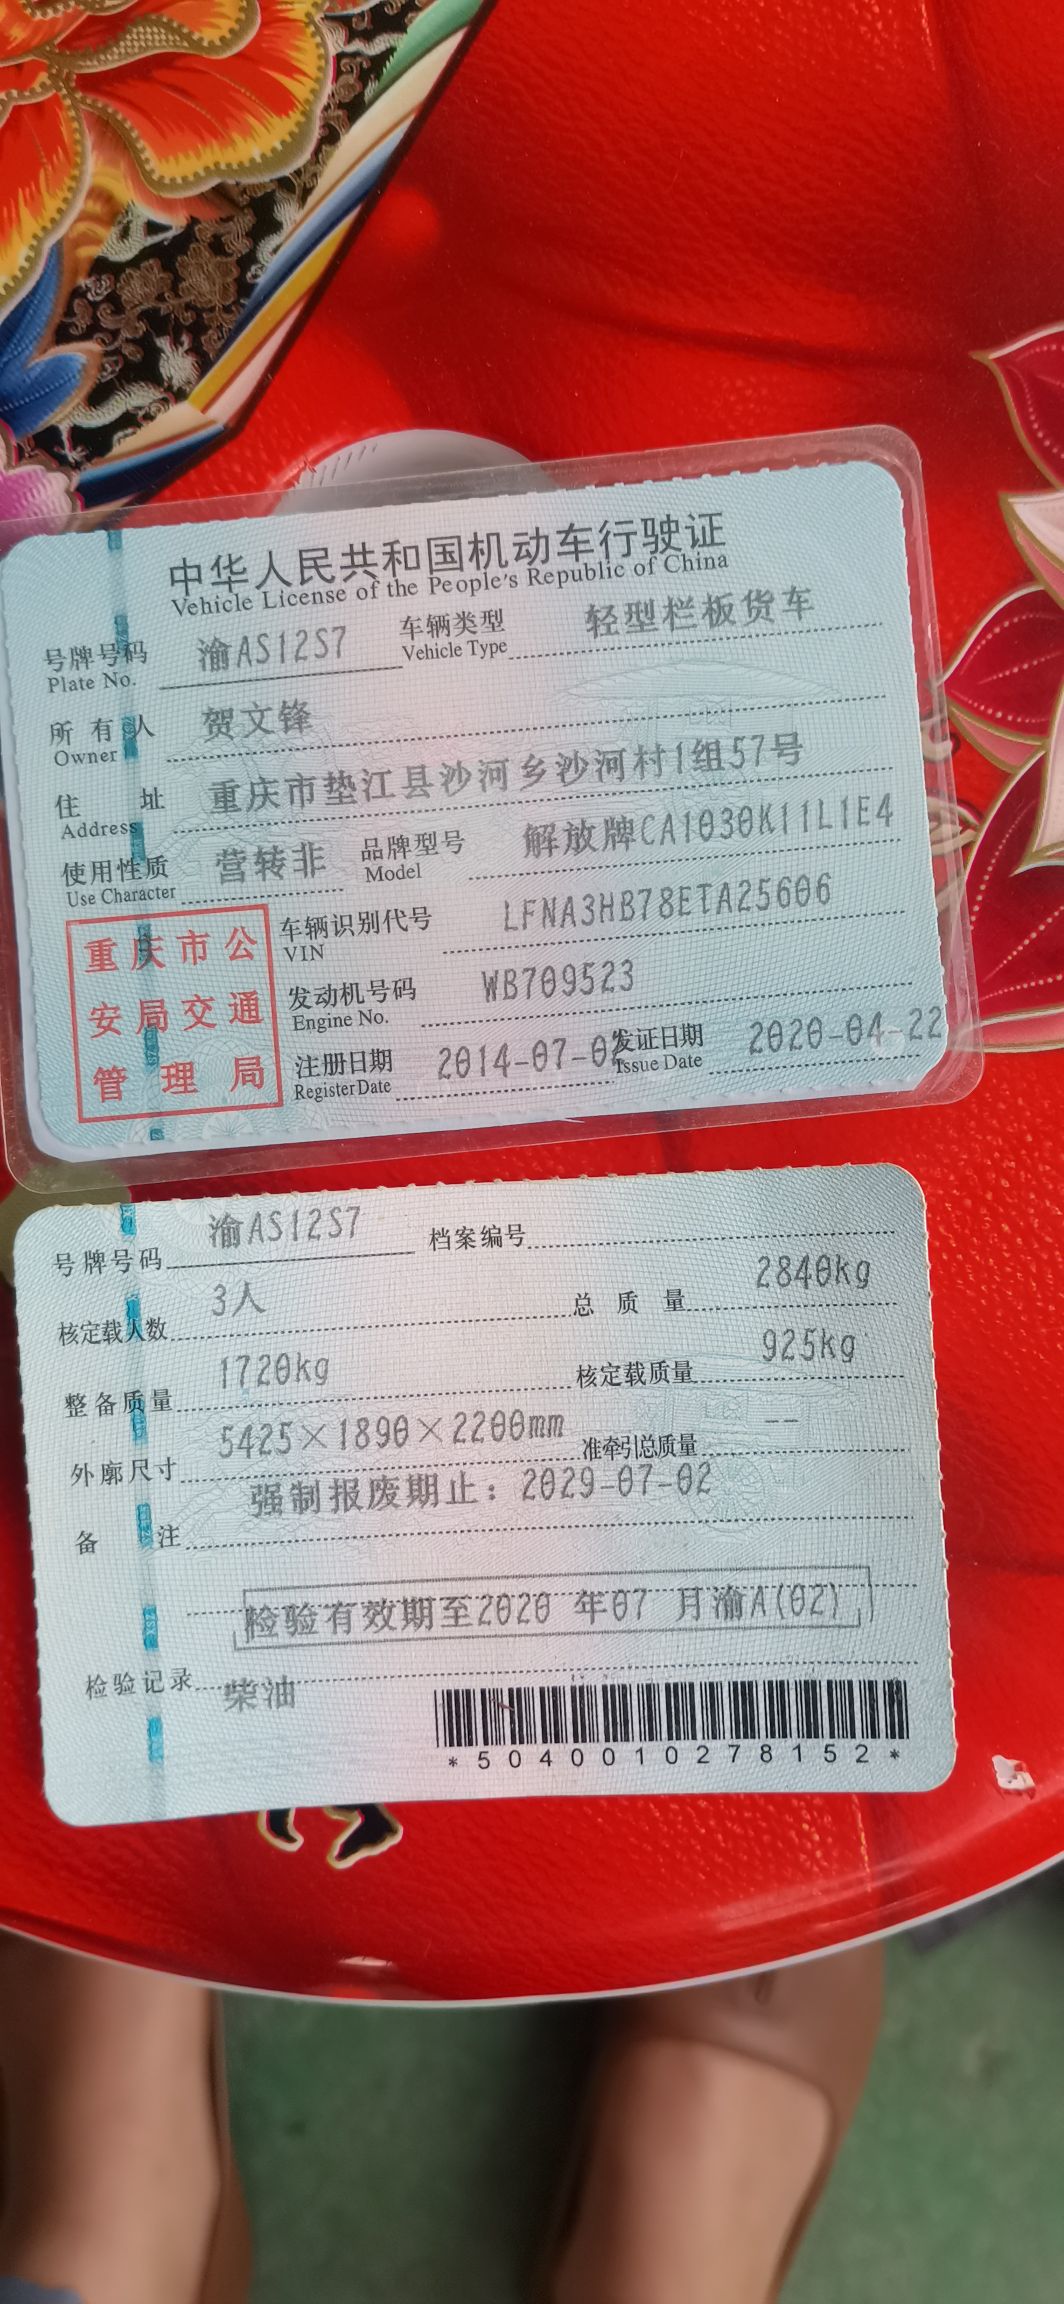 中华人民共和国机动车行驶证
Vehicle License of the People's Republic of China
号牌号码 渝AS12S7 车辆类型 轻型栏板货车
Plate No. Vehicle Type
所有人 贺文锋
Owner
住址 重庆市垫江县沙河乡沙河村1组57号
Address
使用性质 营转非 品牌型号 解放牌CA1030K11L1E4
Use Character Model
重庆市公
安局交通
管理局
车辆识别代号 LFNA3HB78ETA25606
VIN
发动机号码 WB709523
Engine No.
注册日期 2014-07-02 发证日期 2020-04-22
Register Date Issue Date
号牌号码 渝AS12S7 档案编号
核定载人数 3人 总质量 2840kg
整备质量 1720kg 核定载质量 925kg
外廓尺寸 5425×1890×2200mm 准牵引总质量 --
备注 强制报废期止：2029-07-02
检验有效期至2020 年07 月渝A(02)
检验记录 柴油
*5040010278152*